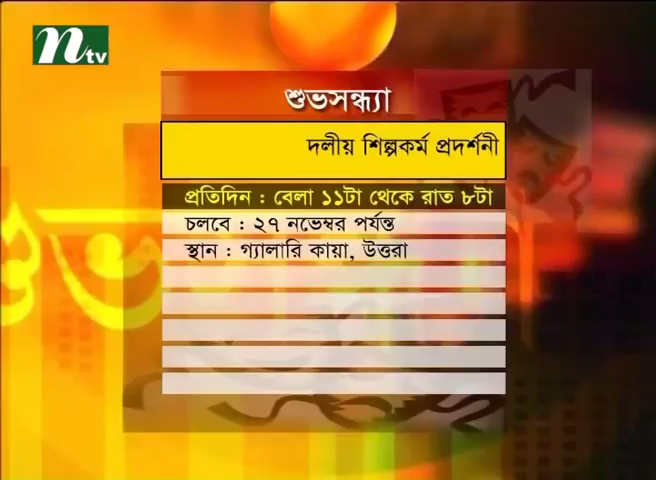 ntv
শুভসন্ধ্যা
দলীয় শিল্পকর্ম প্রদর্শনী
প্রতিদিন : বেলা ১১টা থেকে রাত ৮টা
চলবে : ২৭ নভেম্বর পর্যন্ত
স্থান : গ্যালারি কায়া, উত্তরা